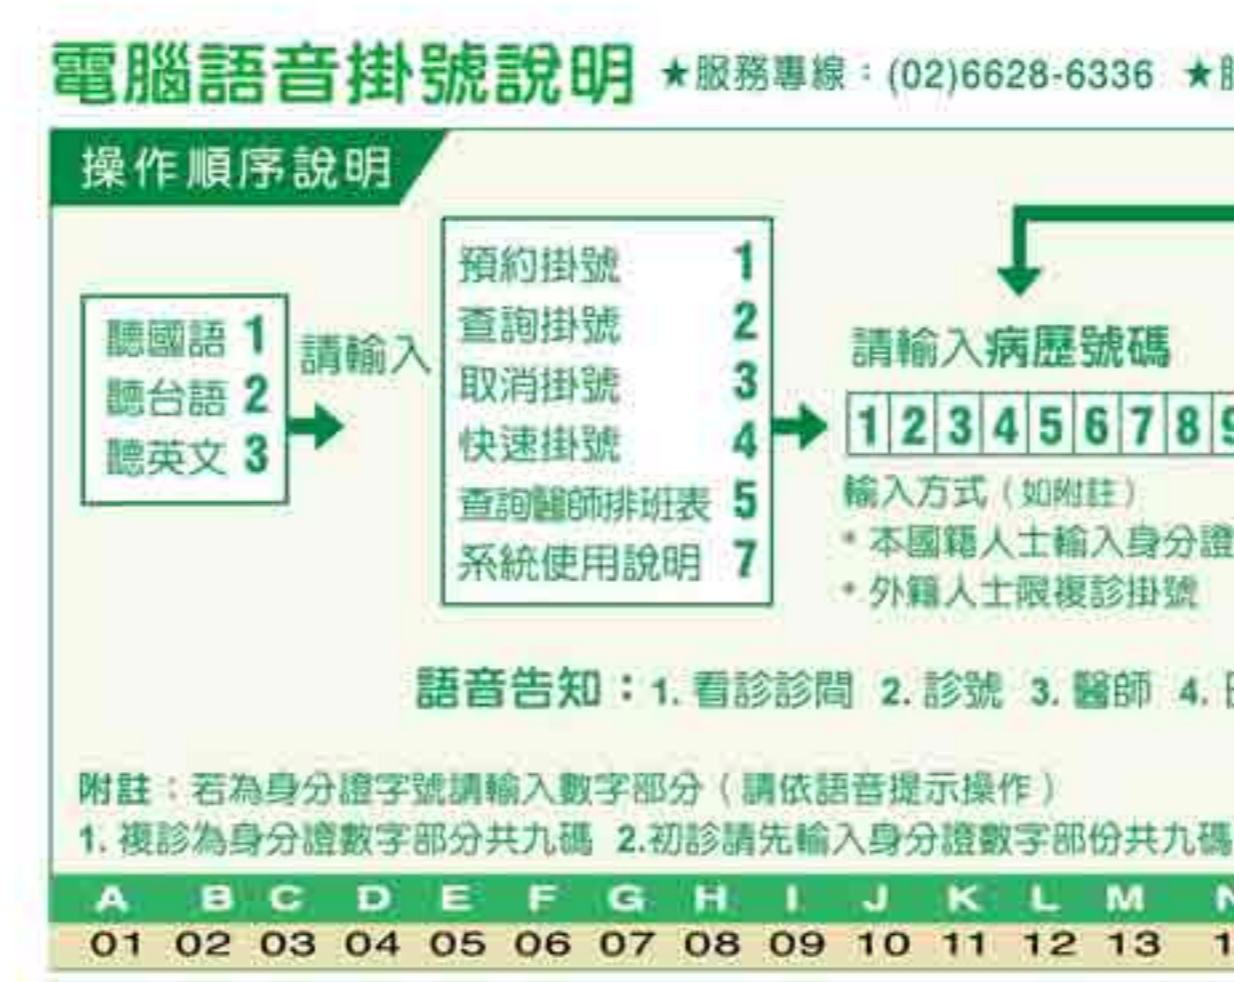 電腦語音掛號說明 ★服務專線：(02)6628-6336 ★
操作順序說明
聽國語 1
聽台語 2
聽英文 3
請輸入
預約掛號 1
查詢掛號 2
取消掛號 3
快速掛號 4
查詢醫師排班表 5
系統使用說明 7
請輸入病歷號碼
1 2 3 4 5 6 7 8 9
輸入方式（如附註）
* 本國籍人士輸入身分證
* 外籍人士限複診掛號
語音告知：1. 看診診間 2. 診號 3. 醫師 4.
附註：若為身分證字號請輸入數字部分（請依語音提示操作）
1. 複診為身分證數字部分共九碼 2.初診請先輸入身分證數字部份共九碼
A B C D E F G H I J K L M N
01 02 03 04 05 06 07 08 09 10 11 12 13